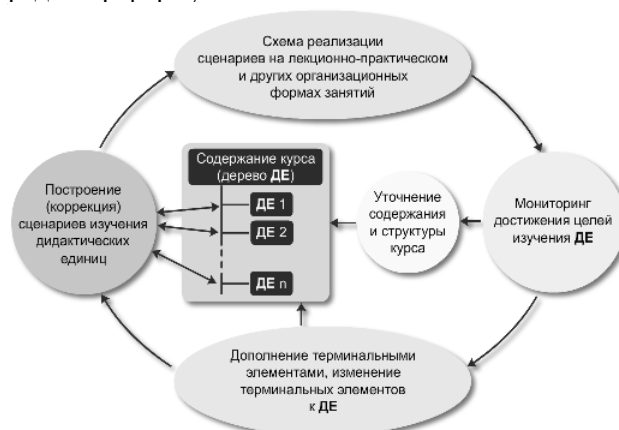 Схема реализации
сценариев на лекционно-практическом
и других организационных
формах занятий
Содержание курса
(дерево ДЕ)
ДЕ 1
ДЕ 2
ДЕ n
Построение
(коррекция)
сценариев изучения
дидактических
единиц
Уточнение
содержания
и структуры
курса
Мониторинг
достижения целей
изучения ДЕ
Дополнение терминальными
элементами, изменение
терминальных элементов
к ДЕ